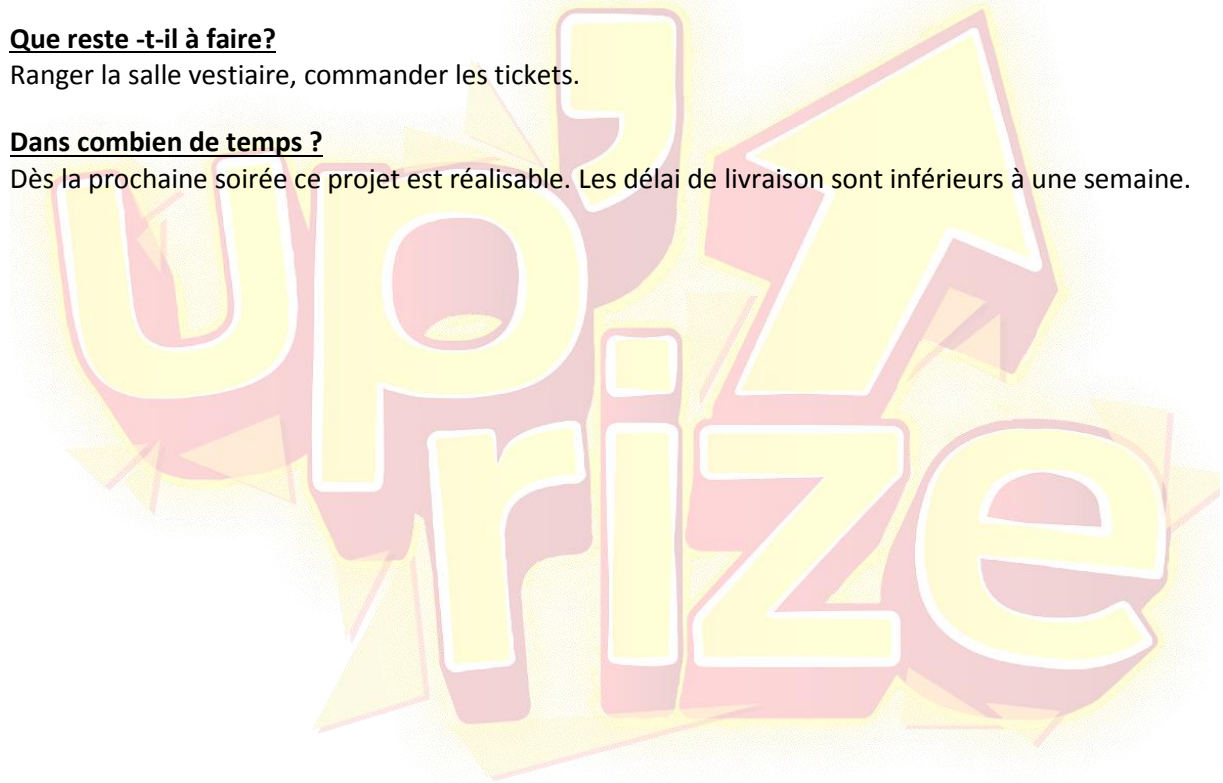 Que reste -t-il à faire?
Ranger la salle vestiaire, commander les tickets.
Dans combien de temps ?
Dès la prochaine soirée ce projet est réalisable. Les délai de livraison sont inférieurs à une semaine.
up'
rize